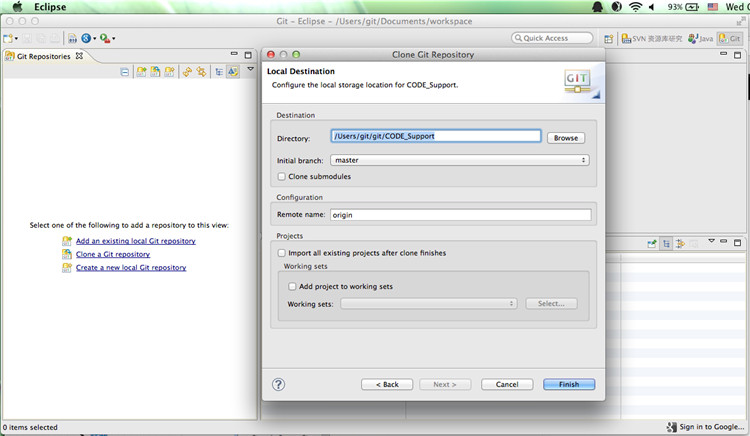 Eclipse
93%
Wed
Git – Eclipse – /Users/git/Documents/workspace
Quick Access
SVN 资源库研究
Java
Git
Git Repositories
Select one of the following to add a repository to this view:
Add an existing local Git repository
Clone a Git repository
Create a new local Git repository
Clone Git Repository
Local Destination
Configure the local storage location for CODE_Support.
GIT
Destination
Directory:
/Users/git/git/CODE_Support
Browse
Initial branch:
master
Clone submodules
Configuration
Remote name:
origin
Projects
Import all existing projects after clone finishes
Working sets
Add project to working sets
Working sets:
Select...
?
< Back
Next >
Cancel
Finish
0 items selected
Sign in to Google...